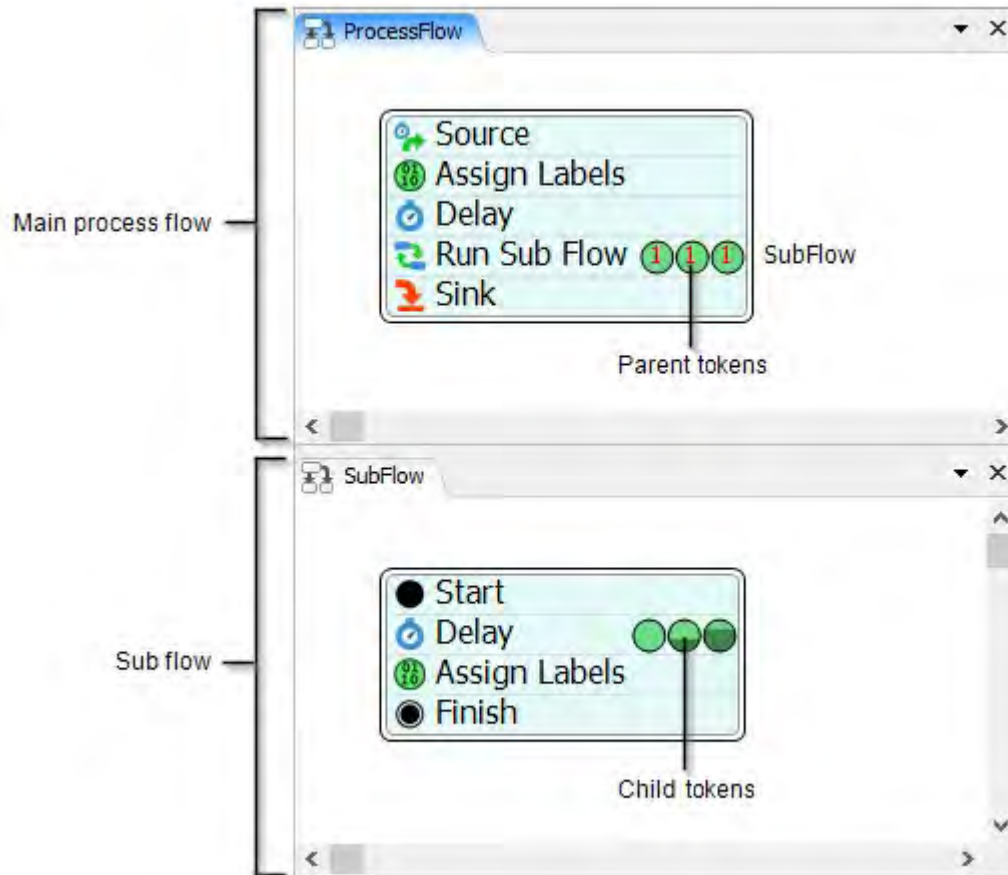 ProcessFlow
Source
Assign Labels
Delay
Run Sub Flow 1 1 1 SubFlow
Sink
Main process flow
Parent tokens
SubFlow
Start
Delay
Assign Labels
Finish
Sub flow
Child tokens